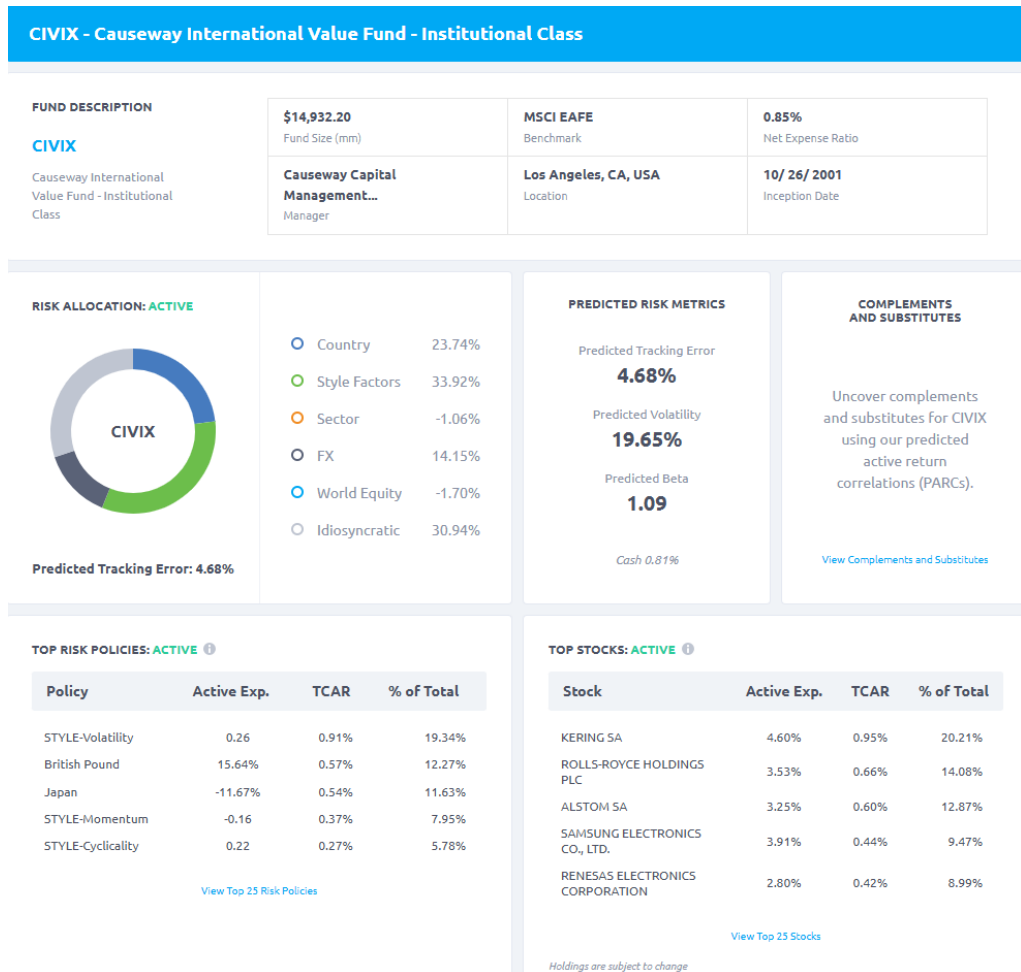 CIVIX - Causeway International Value Fund - Institutional Class
FUND DESCRIPTION
CIVIX
Causeway International
Value Fund - Institutional
Class
$14,932.20
Fund Size (mm)
MSCI EAFE
Benchmark
0.85%
Net Expense Ratio
Causeway Capital
Management...
Manager
Los Angeles, CA, USA
Location
10/ 26/ 2001
Inception Date
RISK ALLOCATION: ACTIVE
CIVIX
Predicted Tracking Error: 4.68%
Country 23.74%
Style Factors 33.92%
Sector -1.06%
FX 14.15%
World Equity -1.70%
Idiosyncratic 30.94%
PREDICTED RISK METRICS
Predicted Tracking Error
4.68%
Predicted Volatility
19.65%
Predicted Beta
1.09
Cash 0.81%
COMPLEMENTS
AND SUBSTITUTES
Uncover complements
and substitutes for CIVIX
using our predicted
active return
correlations (PARCs).
View Complements and Substitutes
TOP RISK POLICIES: ACTIVE i
Policy Active Exp. TCAR % of Total
STYLE-Volatility 0.26 0.91% 19.34%
British Pound 15.64% 0.57% 12.27%
Japan -11.67% 0.54% 11.63%
STYLE-Momentum -0.16 0.37% 7.95%
STYLE-Cyclicality 0.22 0.27% 5.78%
View Top 25 Risk Policies
TOP STOCKS: ACTIVE i
Stock Active Exp. TCAR % of Total
KERING SA 4.60% 0.95% 20.21%
ROLLS-ROYCE HOLDINGS
PLC 3.53% 0.66% 14.08%
ALSTOM SA 3.25% 0.60% 12.87%
SAMSUNG ELECTRONICS
CO., LTD. 3.91% 0.44% 9.47%
RENESAS ELECTRONICS
CORPORATION 2.80% 0.42% 8.99%
View Top 25 Stocks
Holdings are subject to change